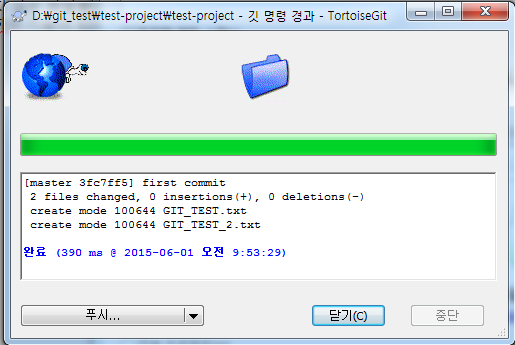 D:\git_test\test-project\test-project - 깃 명령 경과 - TortoiseGit
[master 3fc7ff5] first commit
2 files changed, 0 insertions(+), 0 deletions(-)
create mode 100644 GIT_TEST.txt
create mode 100644 GIT_TEST_2.txt
완료 (390 ms @ 2015-06-01 오전 9:53:29)
푸시...
닫기(C)
중단